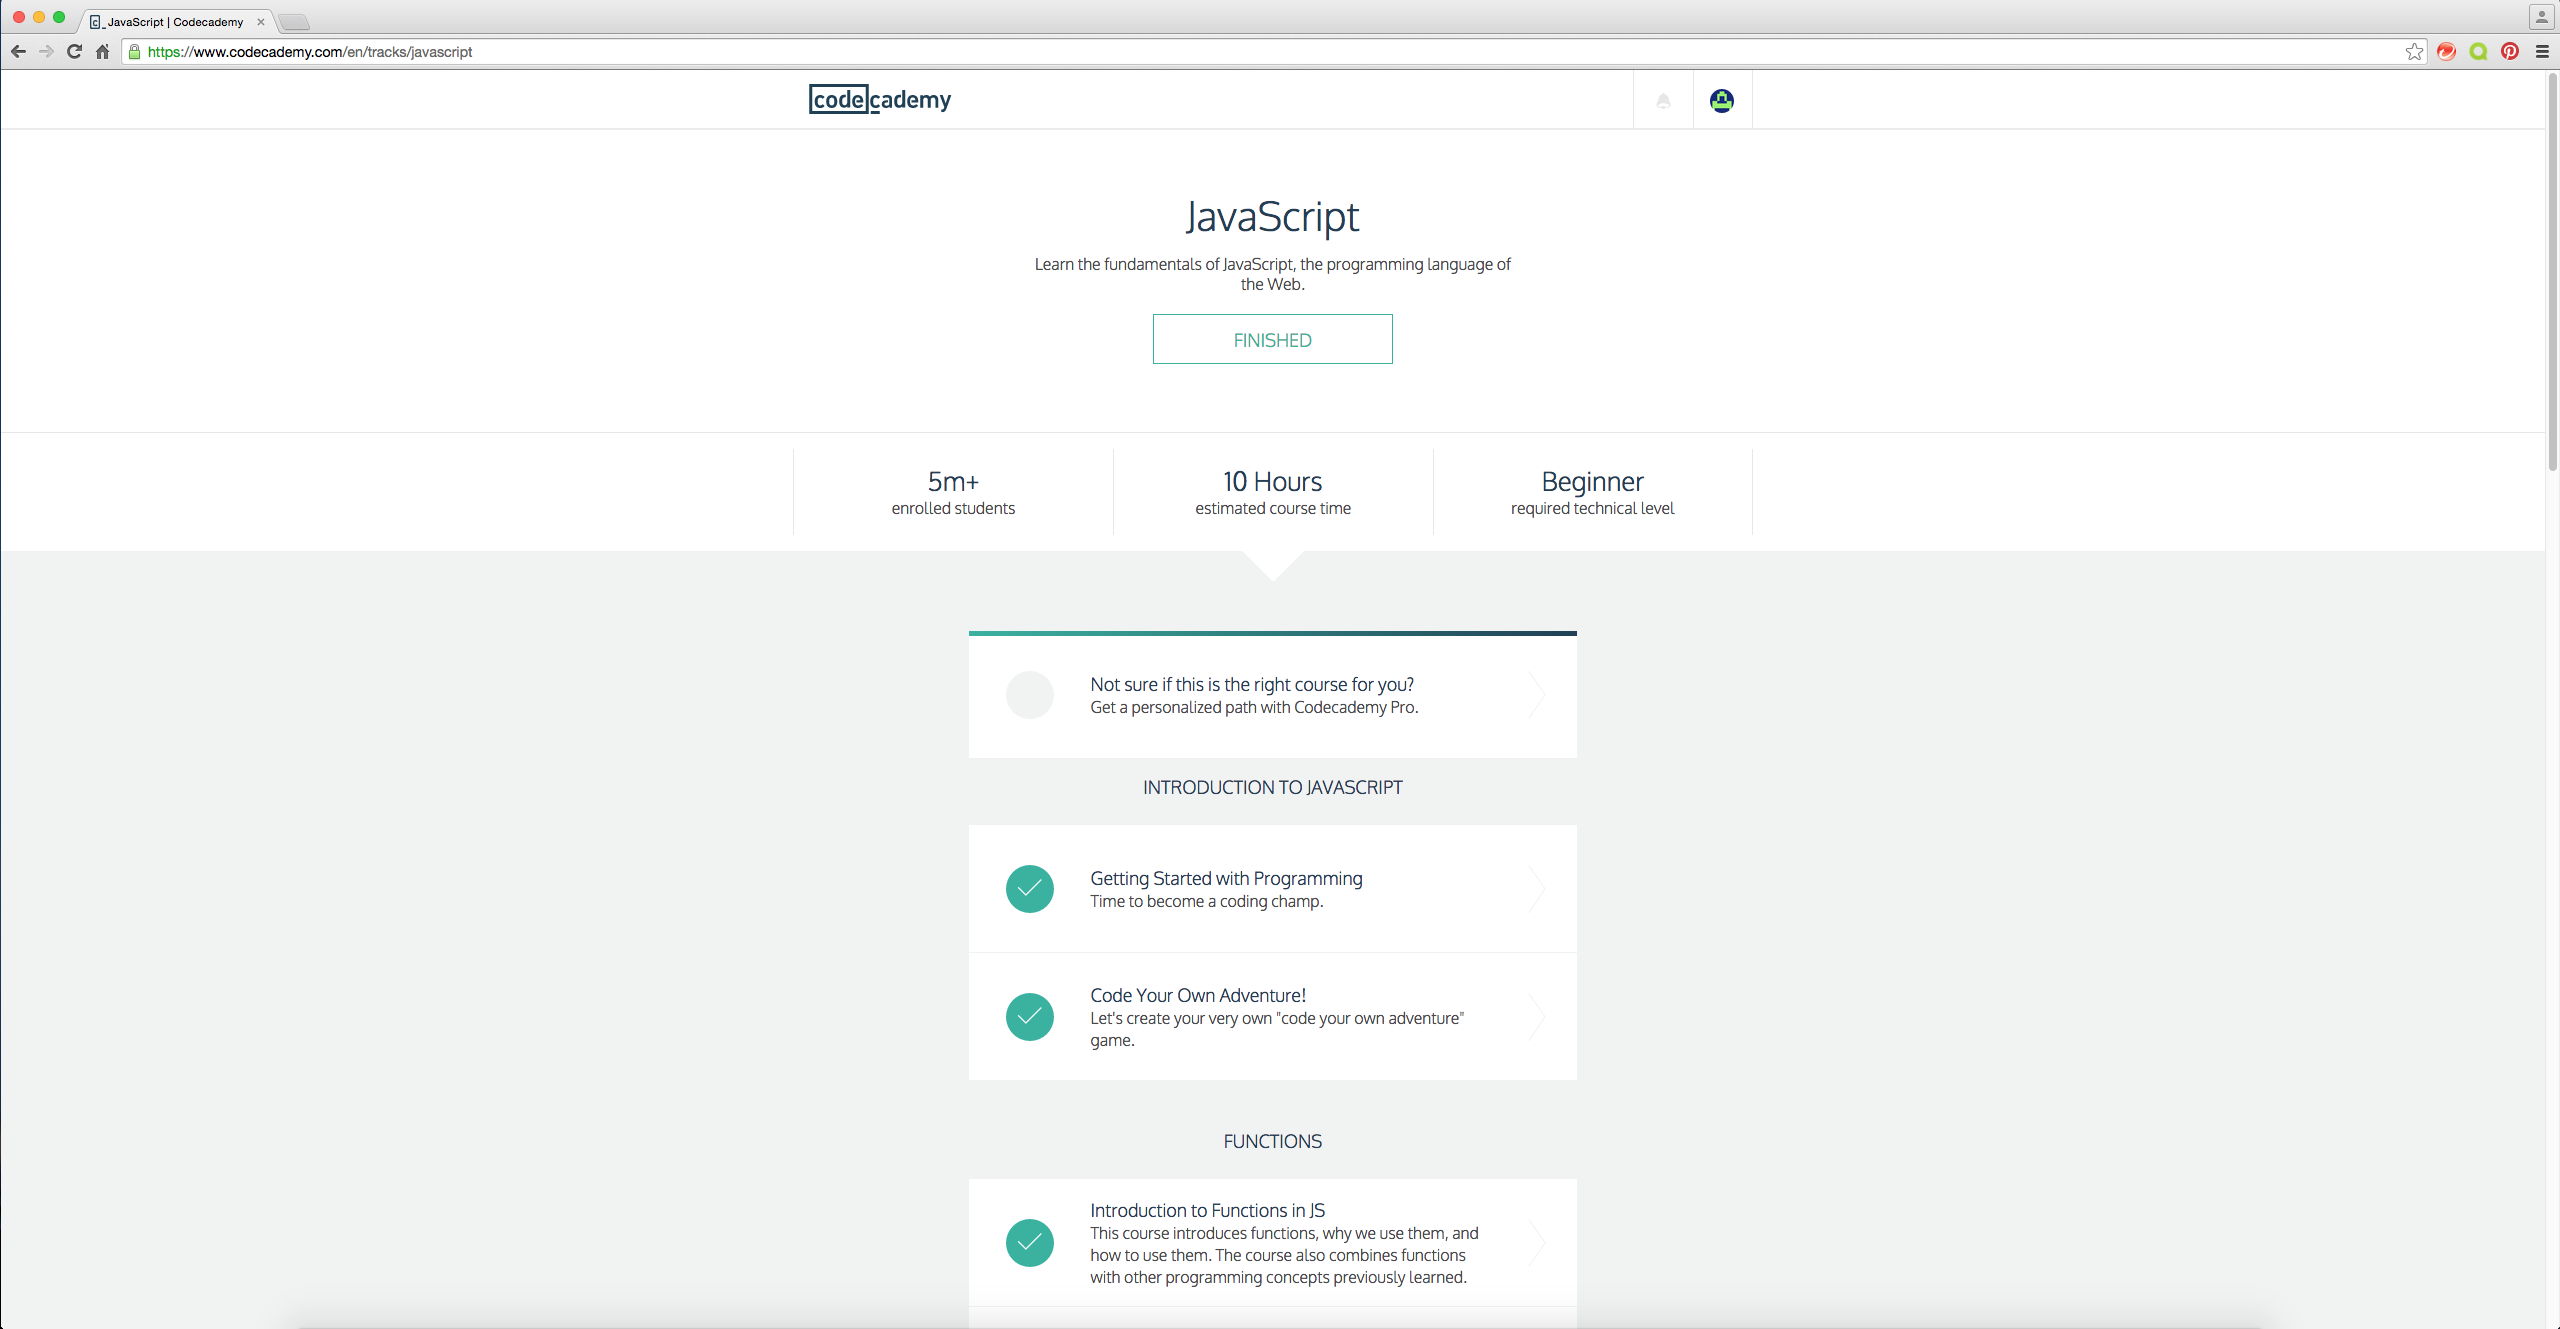 JavaScript | Codecademy
https://www.codecademy.com/en/tracks/javascript
codecademy
JavaScript
Learn the fundamentals of JavaScript, the programming language of
the Web.
FINISHED
5m+
enrolled students
10 Hours
estimated course time
Beginner
required technical level
Not sure if this is the right course for you?
Get a personalized path with Codecademy Pro.
INTRODUCTION TO JAVASCRIPT
Getting Started with Programming
Time to become a coding champ.
Code Your Own Adventure!
Let's create your very own "code your own adventure"
game.
FUNCTIONS
Introduction to Functions in JS
This course introduces functions, why we use them, and
how to use them. The course also combines functions
with other programming concepts previously learned.